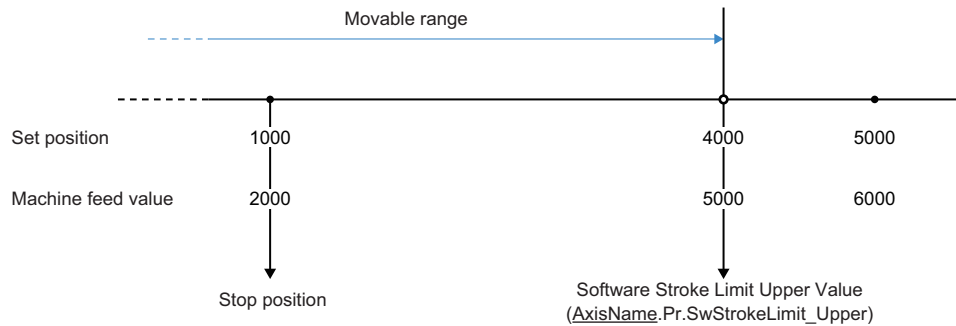 Movable range
Set position 1000 4000 5000
Machine feed value 2000 5000 6000
Stop position
Software Stroke Limit Upper Value
(AxisName.Pr.SwStrokeLimit_Upper)